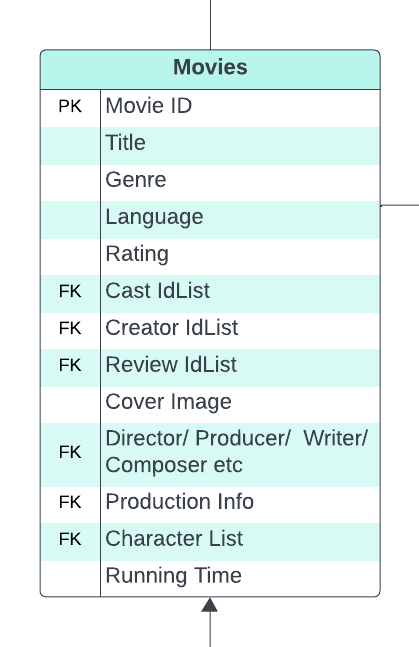 Movies
PK Movie ID
Title
Genre
Language
Rating
FK Cast IdList
FK Creator IdList
FK Review IdList
Cover Image
FK Director/ Producer/ Writer/
Composer etc
FK Production Info
FK Character List
Running Time